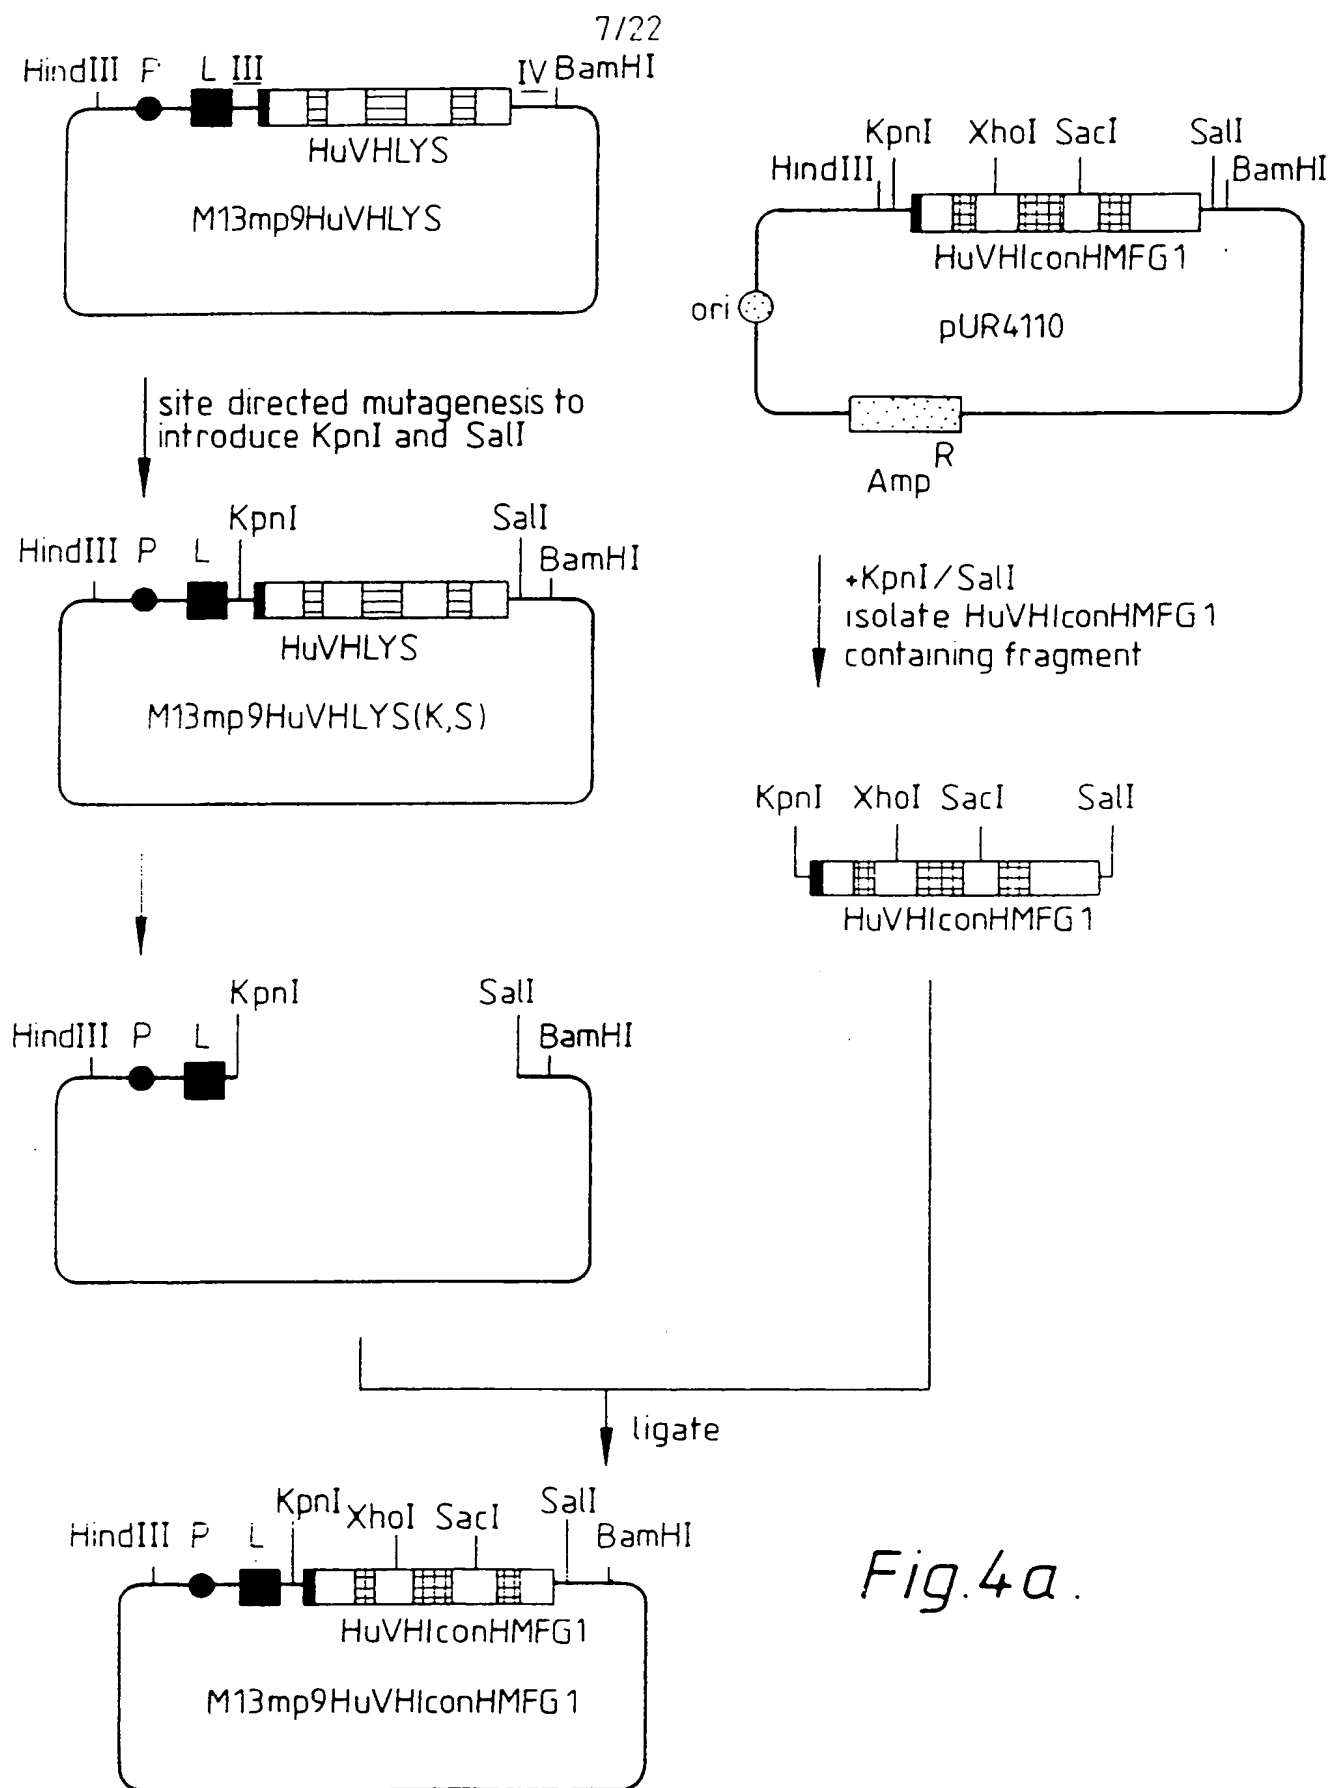 7/22
HindIII P L III IV BamHI
HuVHLYS
M13mp9HuVHLYS
site directed mutagenesis to
introduce KpnI and SalI
KpnI SalI
HindIII P L BamHI
HuVHLYS
M13mp9HuVHLYS(K,S)
KpnI SalI
HindIII P L BamHI
KpnI XhoI SacI SalI
HindIII BamHI
HuVHIconHMFG1
ori
pUR4110
Amp R
+KpnI/SalI
isolate HuVHIconHMFG1
containing fragment
KpnI XhoI SacI SalI
HuVHIconHMFG1
ligate
KpnI XhoI SacI SalI
HindIII P L BamHI
HuVHIconHMFG1
M13mp9HuVHIconHMFG1
Fig.4a.